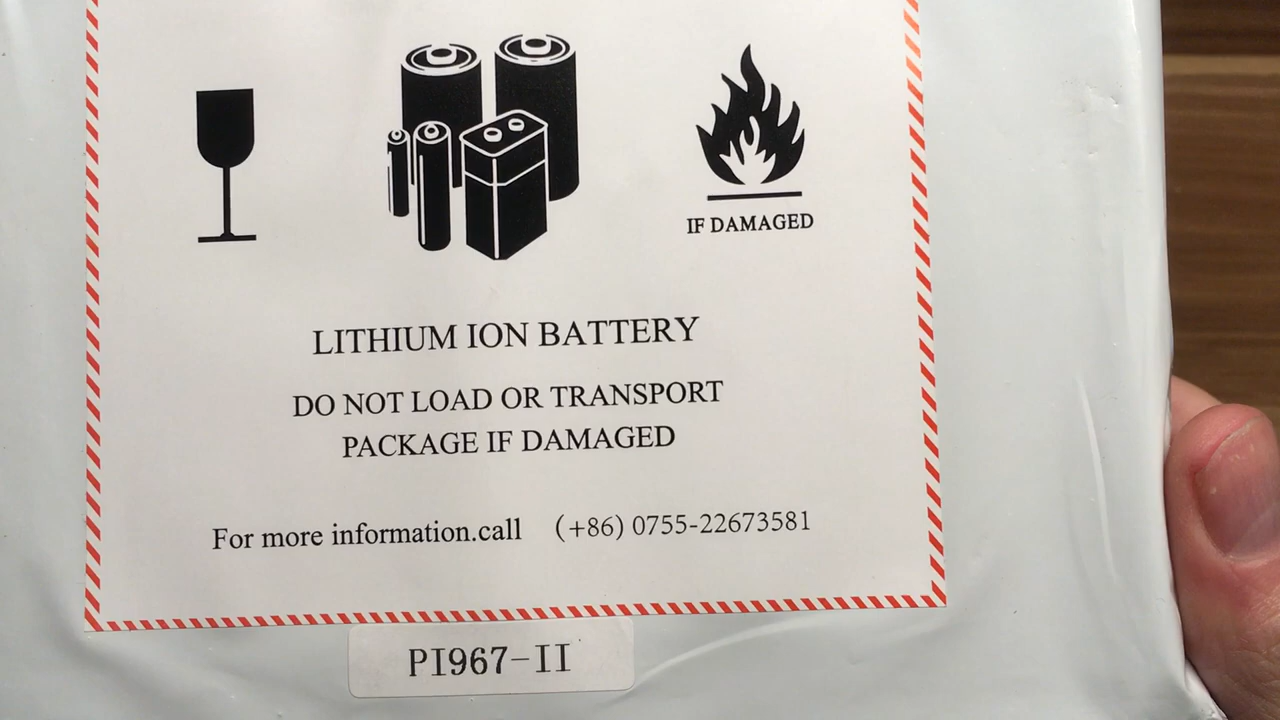 IF DAMAGED
LITHIUM ION BATTERY
DO NOT LOAD OR TRANSPORT
PACKAGE IF DAMAGED
For more information.call (+86) 0755-22673581
PI967-II